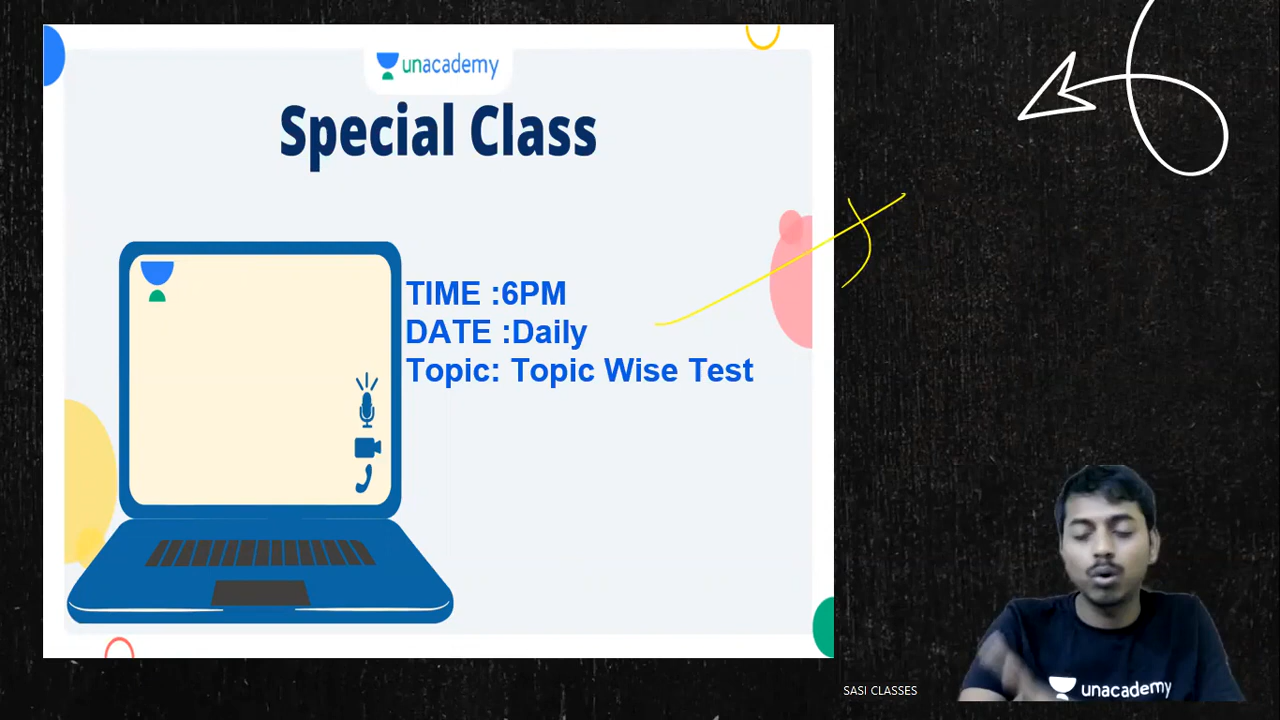 unacademy
Special Class
TIME :6PM
DATE :Daily
Topic: Topic Wise Test
SASI CLASSES
unacademy